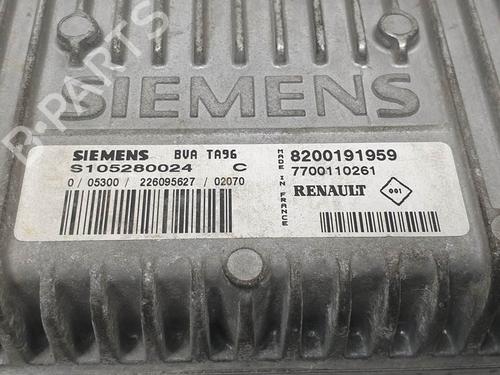 B-PARTS
SIEMENS
SIEMENS BVA TA96
S105280024 C
0/05300/226095627/02070
MADE IN FRANCE
8200191959
7700110261
RENAULT 001